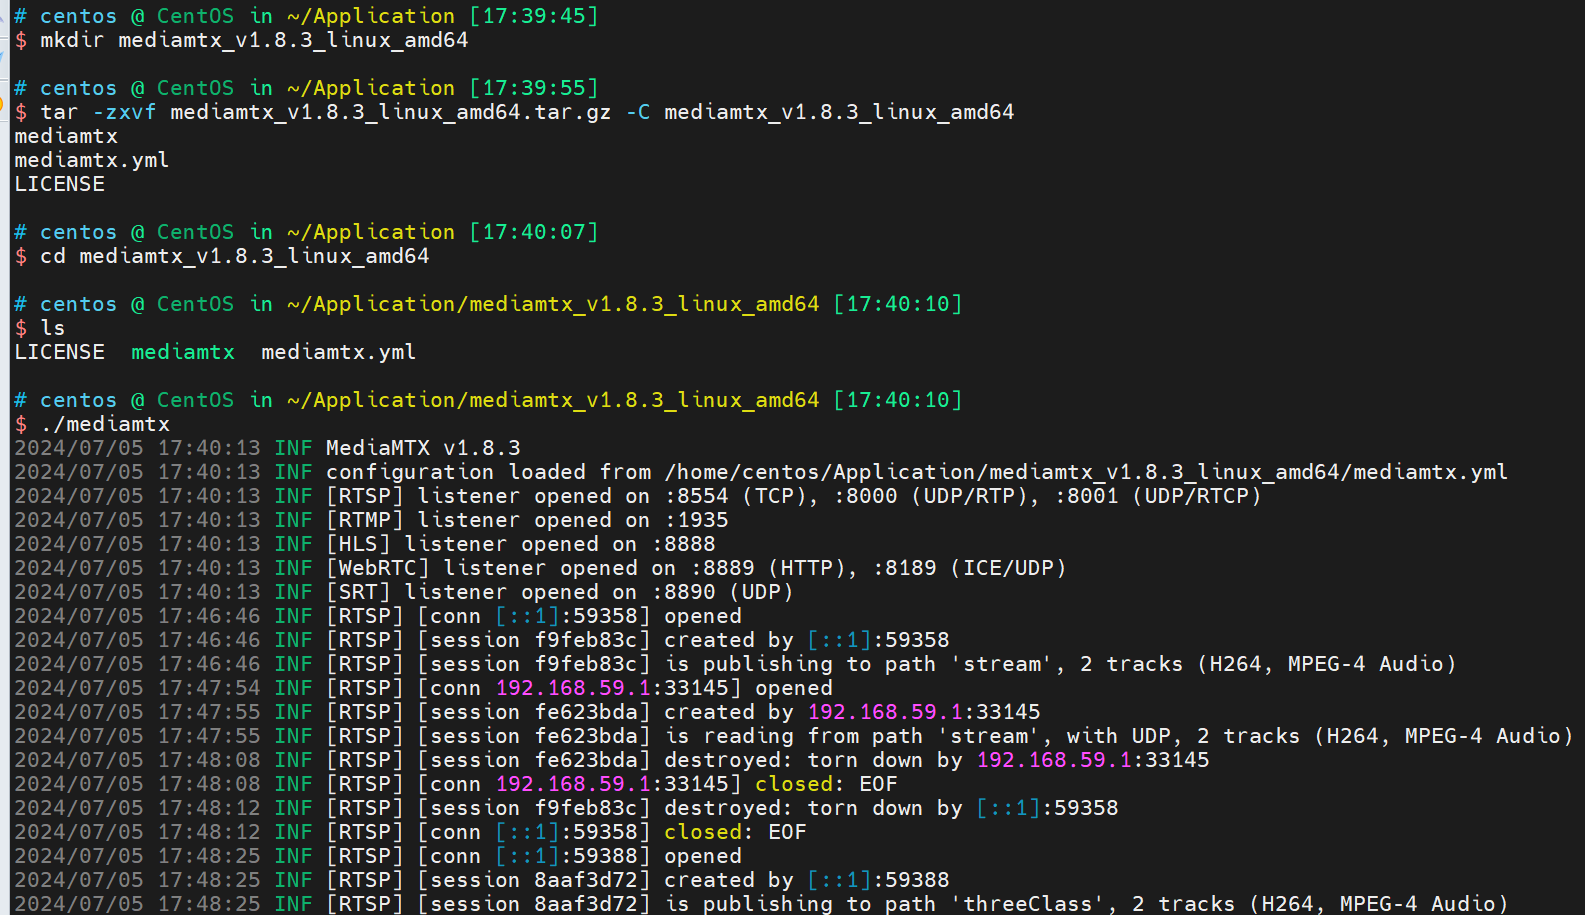 # centos @ CentOS in ~/Application [17:39:45]
$ mkdir mediamtx_v1.8.3_linux_amd64
# centos @ CentOS in ~/Application [17:39:55]
$ tar -zxvf mediamtx_v1.8.3_linux_amd64.tar.gz -C mediamtx_v1.8.3_linux_amd64
mediamtx
mediamtx.yml
LICENSE
# centos @ CentOS in ~/Application [17:40:07]
$ cd mediamtx_v1.8.3_linux_amd64
# centos @ CentOS in ~/Application/mediamtx_v1.8.3_linux_amd64 [17:40:10]
$ ls
LICENSE  mediamtx  mediamtx.yml
# centos @ CentOS in ~/Application/mediamtx_v1.8.3_linux_amd64 [17:40:10]
$ ./mediamtx
2024/07/05 17:40:13 INF MediaMTX v1.8.3
2024/07/05 17:40:13 INF configuration loaded from /home/centos/Application/mediamtx_v1.8.3_linux_amd64/mediamtx.yml
2024/07/05 17:40:13 INF [RTSP] listener opened on :8554 (TCP), :8000 (UDP/RTP), :8001 (UDP/RTCP)
2024/07/05 17:40:13 INF [RTMP] listener opened on :1935
2024/07/05 17:40:13 INF [HLS] listener opened on :8888
2024/07/05 17:40:13 INF [WebRTC] listener opened on :8889 (HTTP), :8189 (ICE/UDP)
2024/07/05 17:40:13 INF [SRT] listener opened on :8890 (UDP)
2024/07/05 17:46:46 INF [RTSP] [conn [::1]:59358] opened
2024/07/05 17:46:46 INF [RTSP] [session f9feb83c] created by [::1]:59358
2024/07/05 17:46:46 INF [RTSP] [session f9feb83c] is publishing to path 'stream', 2 tracks (H264, MPEG-4 Audio)
2024/07/05 17:47:54 INF [RTSP] [conn 192.168.59.1:33145] opened
2024/07/05 17:47:55 INF [RTSP] [session fe623bda] created by 192.168.59.1:33145
2024/07/05 17:47:55 INF [RTSP] [session fe623bda] is reading from path 'stream', with UDP, 2 tracks (H264, MPEG-4 Audio)
2024/07/05 17:48:08 INF [RTSP] [session fe623bda] destroyed: torn down by 192.168.59.1:33145
2024/07/05 17:48:08 INF [RTSP] [conn 192.168.59.1:33145] closed: EOF
2024/07/05 17:48:12 INF [RTSP] [session f9feb83c] destroyed: torn down by [::1]:59358
2024/07/05 17:48:12 INF [RTSP] [conn [::1]:59358] closed: EOF
2024/07/05 17:48:25 INF [RTSP] [conn [::1]:59388] opened
2024/07/05 17:48:25 INF [RTSP] [session 8aaf3d72] created by [::1]:59388
2024/07/05 17:48:25 INF [RTSP] [session 8aaf3d72] is publishing to path 'threeClass', 2 tracks (H264, MPEG-4 Audio)